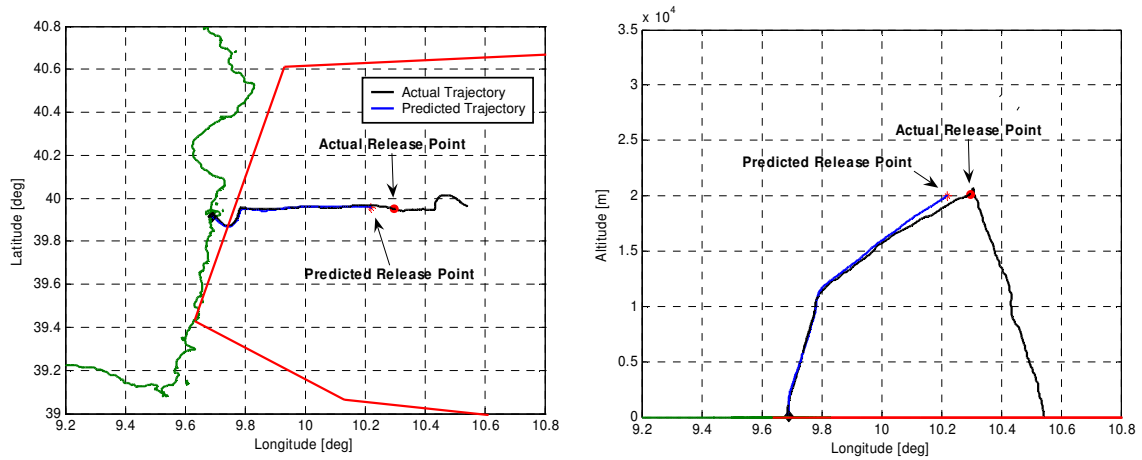 40.8
40.6
40.4
40.2
40
39.8
39.6
39.4
39.2
39
Latitude [deg]
9.2 9.4 9.6 9.8 10 10.2 10.4 10.6 10.8
Longitude [deg]
Actual Trajectory
Predicted Trajectory
Actual Release Point
Predicted Release Point
x 10^4
3.5
3
2.5
2
1.5
1
0.5
0
Altitude [m]
9.2 9.4 9.6 9.8 10 10.2 10.4 10.6 10.8
Longitude [deg]
Actual Release Point
Predicted Release Point